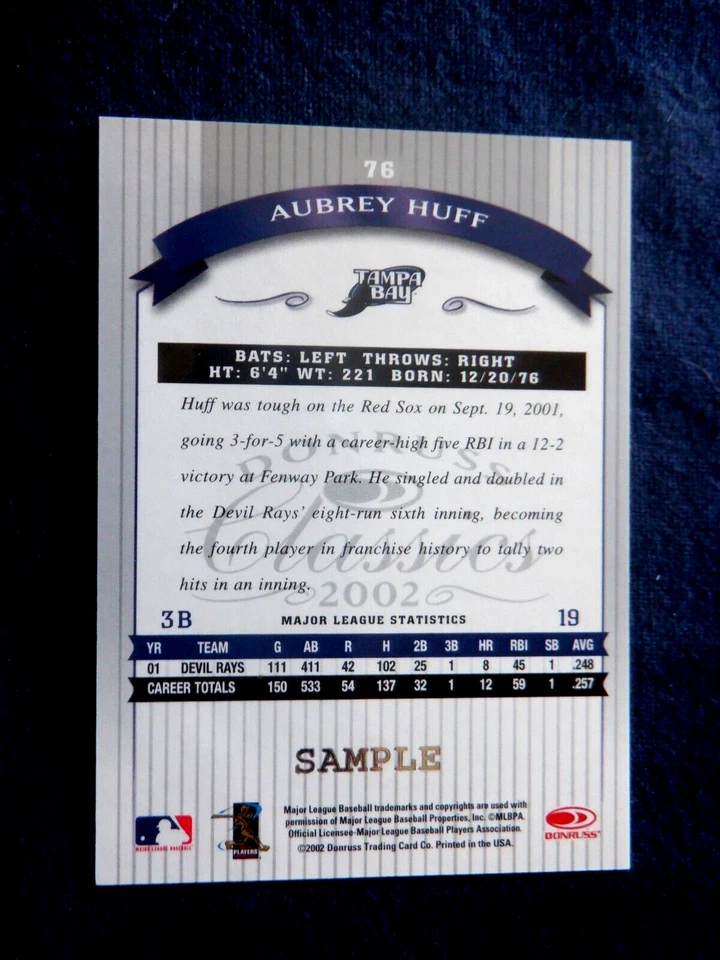 76
AUBREY HUFF
TAMPA
BAY
BATS: LEFT THROWS: RIGHT
HT: 6'4" WT: 221 BORN: 12/20/76
Huff was tough on the Red Sox on Sept. 19, 2001,
going 3-for-5 with a career-high five RBI in a 12-2
victory at Fenway Park. He singled and doubled in
the Devil Rays' eight-run sixth inning, becoming
the fourth player in franchise history to tally two
hits in an inning.
DONRUSS
Classics
2002
3B MAJOR LEAGUE STATISTICS 19
YR TEAM G AB R H 2B 3B HR RBI SB AVG
01 DEVIL RAYS 111 411 42 102 25 1 8 45 1 .248
CAREER TOTALS 150 533 54 137 32 1 12 59 1 .257
SAMPLE
Major League Baseball trademarks and copyrights are used with
permission of Major League Baseball Properties, Inc. ©MLBPA
Official Licensee-Major League Baseball Players Association.
©2002 Donruss Trading Card Co. Printed in the USA.
MAJOR LEAGUE BASEBALL
PLAYERS
DONRUSS